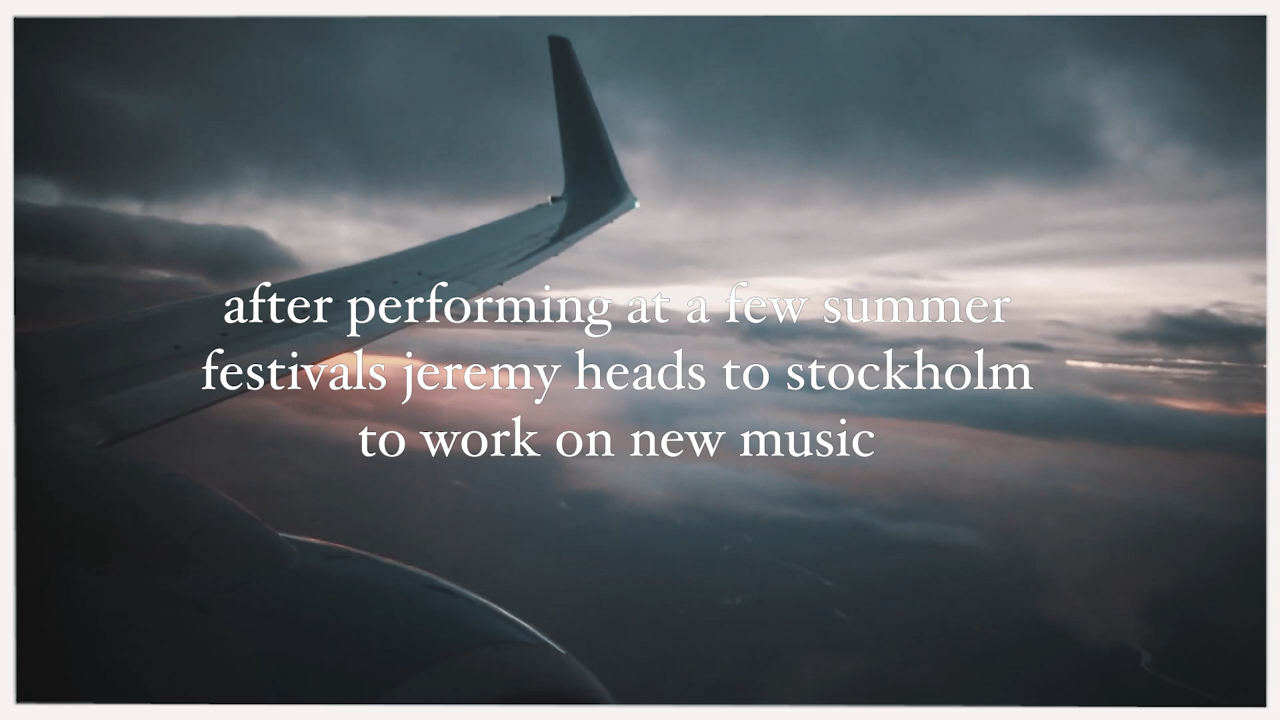 after performing at a few summer
festivals jeremy heads to stockholm
to work on new music